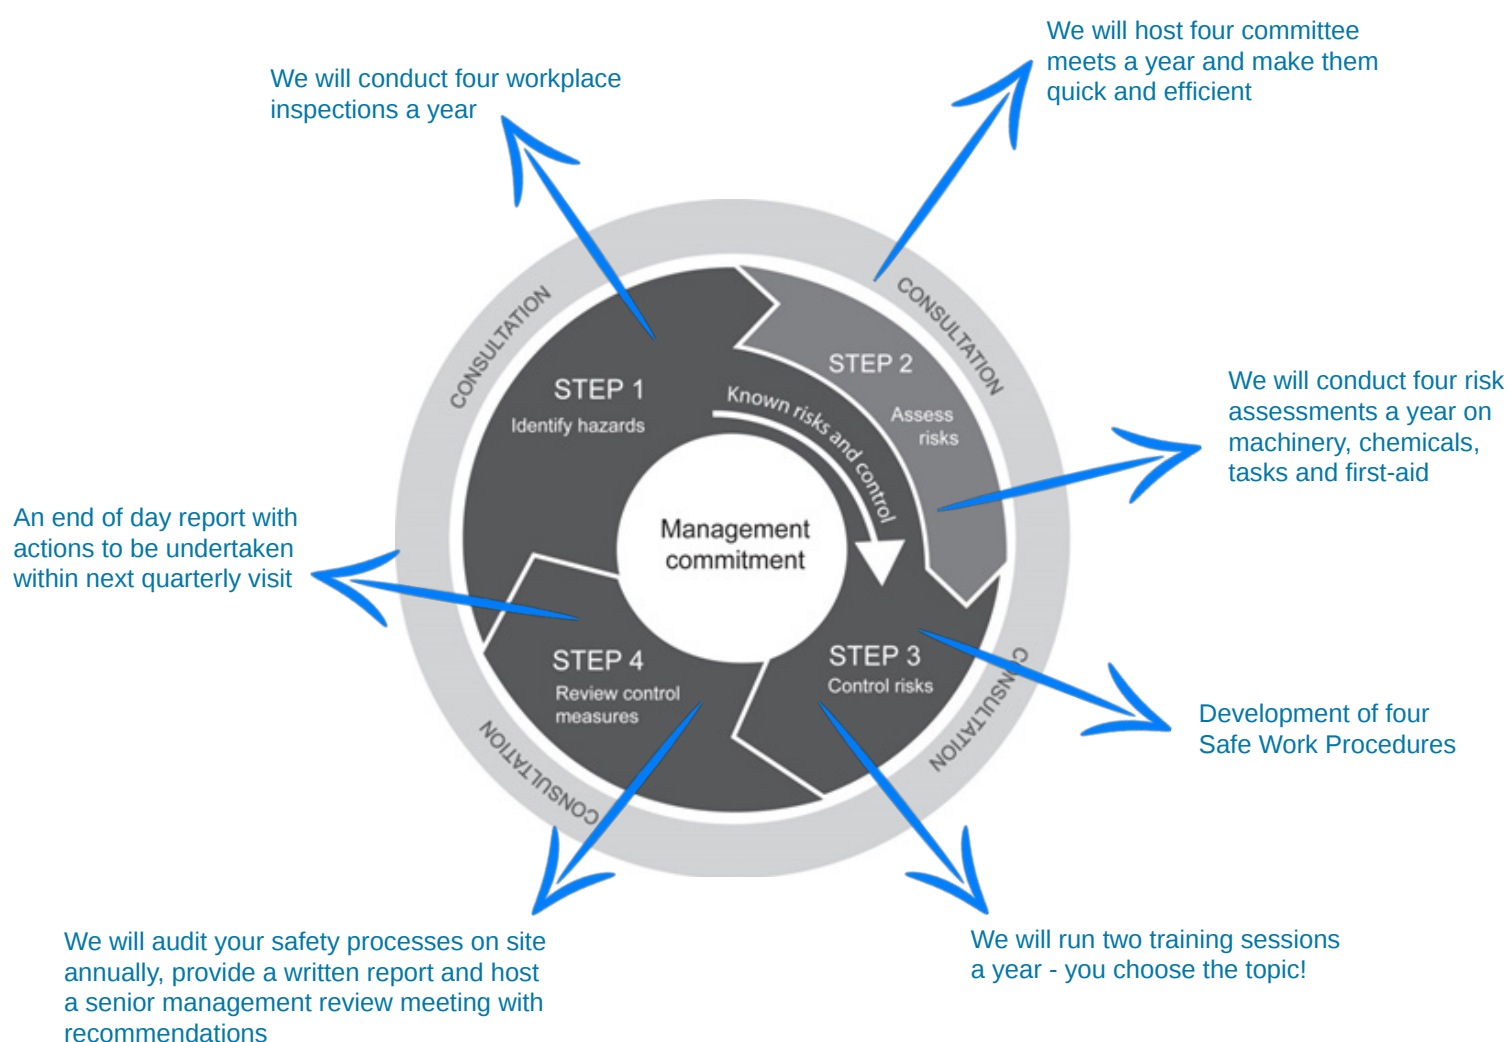 We will host four committee
meets a year and make them
quick and efficient
We will conduct four workplace
inspections a year
CONSULTATION
CONSULTATION
STEP 1
Identify hazards
STEP 2
Assess
risks
Known risks and control
We will conduct four risk
assessments a year on
machinery, chemicals,
tasks and first-aid
An end of day report with
actions to be undertaken
within next quarterly visit
Management
commitment
STEP 4
Review control
measures
STEP 3
Control risks
CONSULTATION
CONSULTATION
Development of four
Safe Work Procedures
We will audit your safety processes on site
annually, provide a written report and host
a senior management review meeting with
recommendations
We will run two training sessions
a year - you choose the topic!